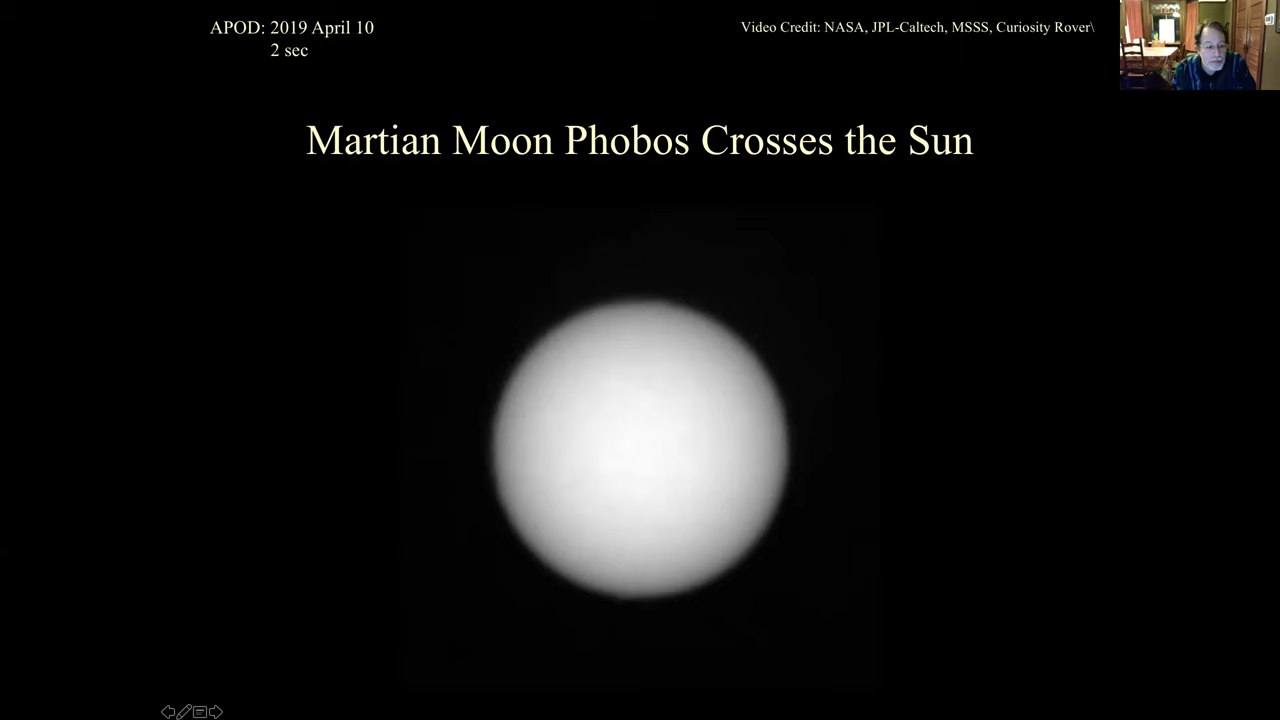 APOD: 2019 April 10
2 sec
Video Credit: NASA, JPL-Caltech, MSSS, Curiosity Rover\
Martian Moon Phobos Crosses the Sun